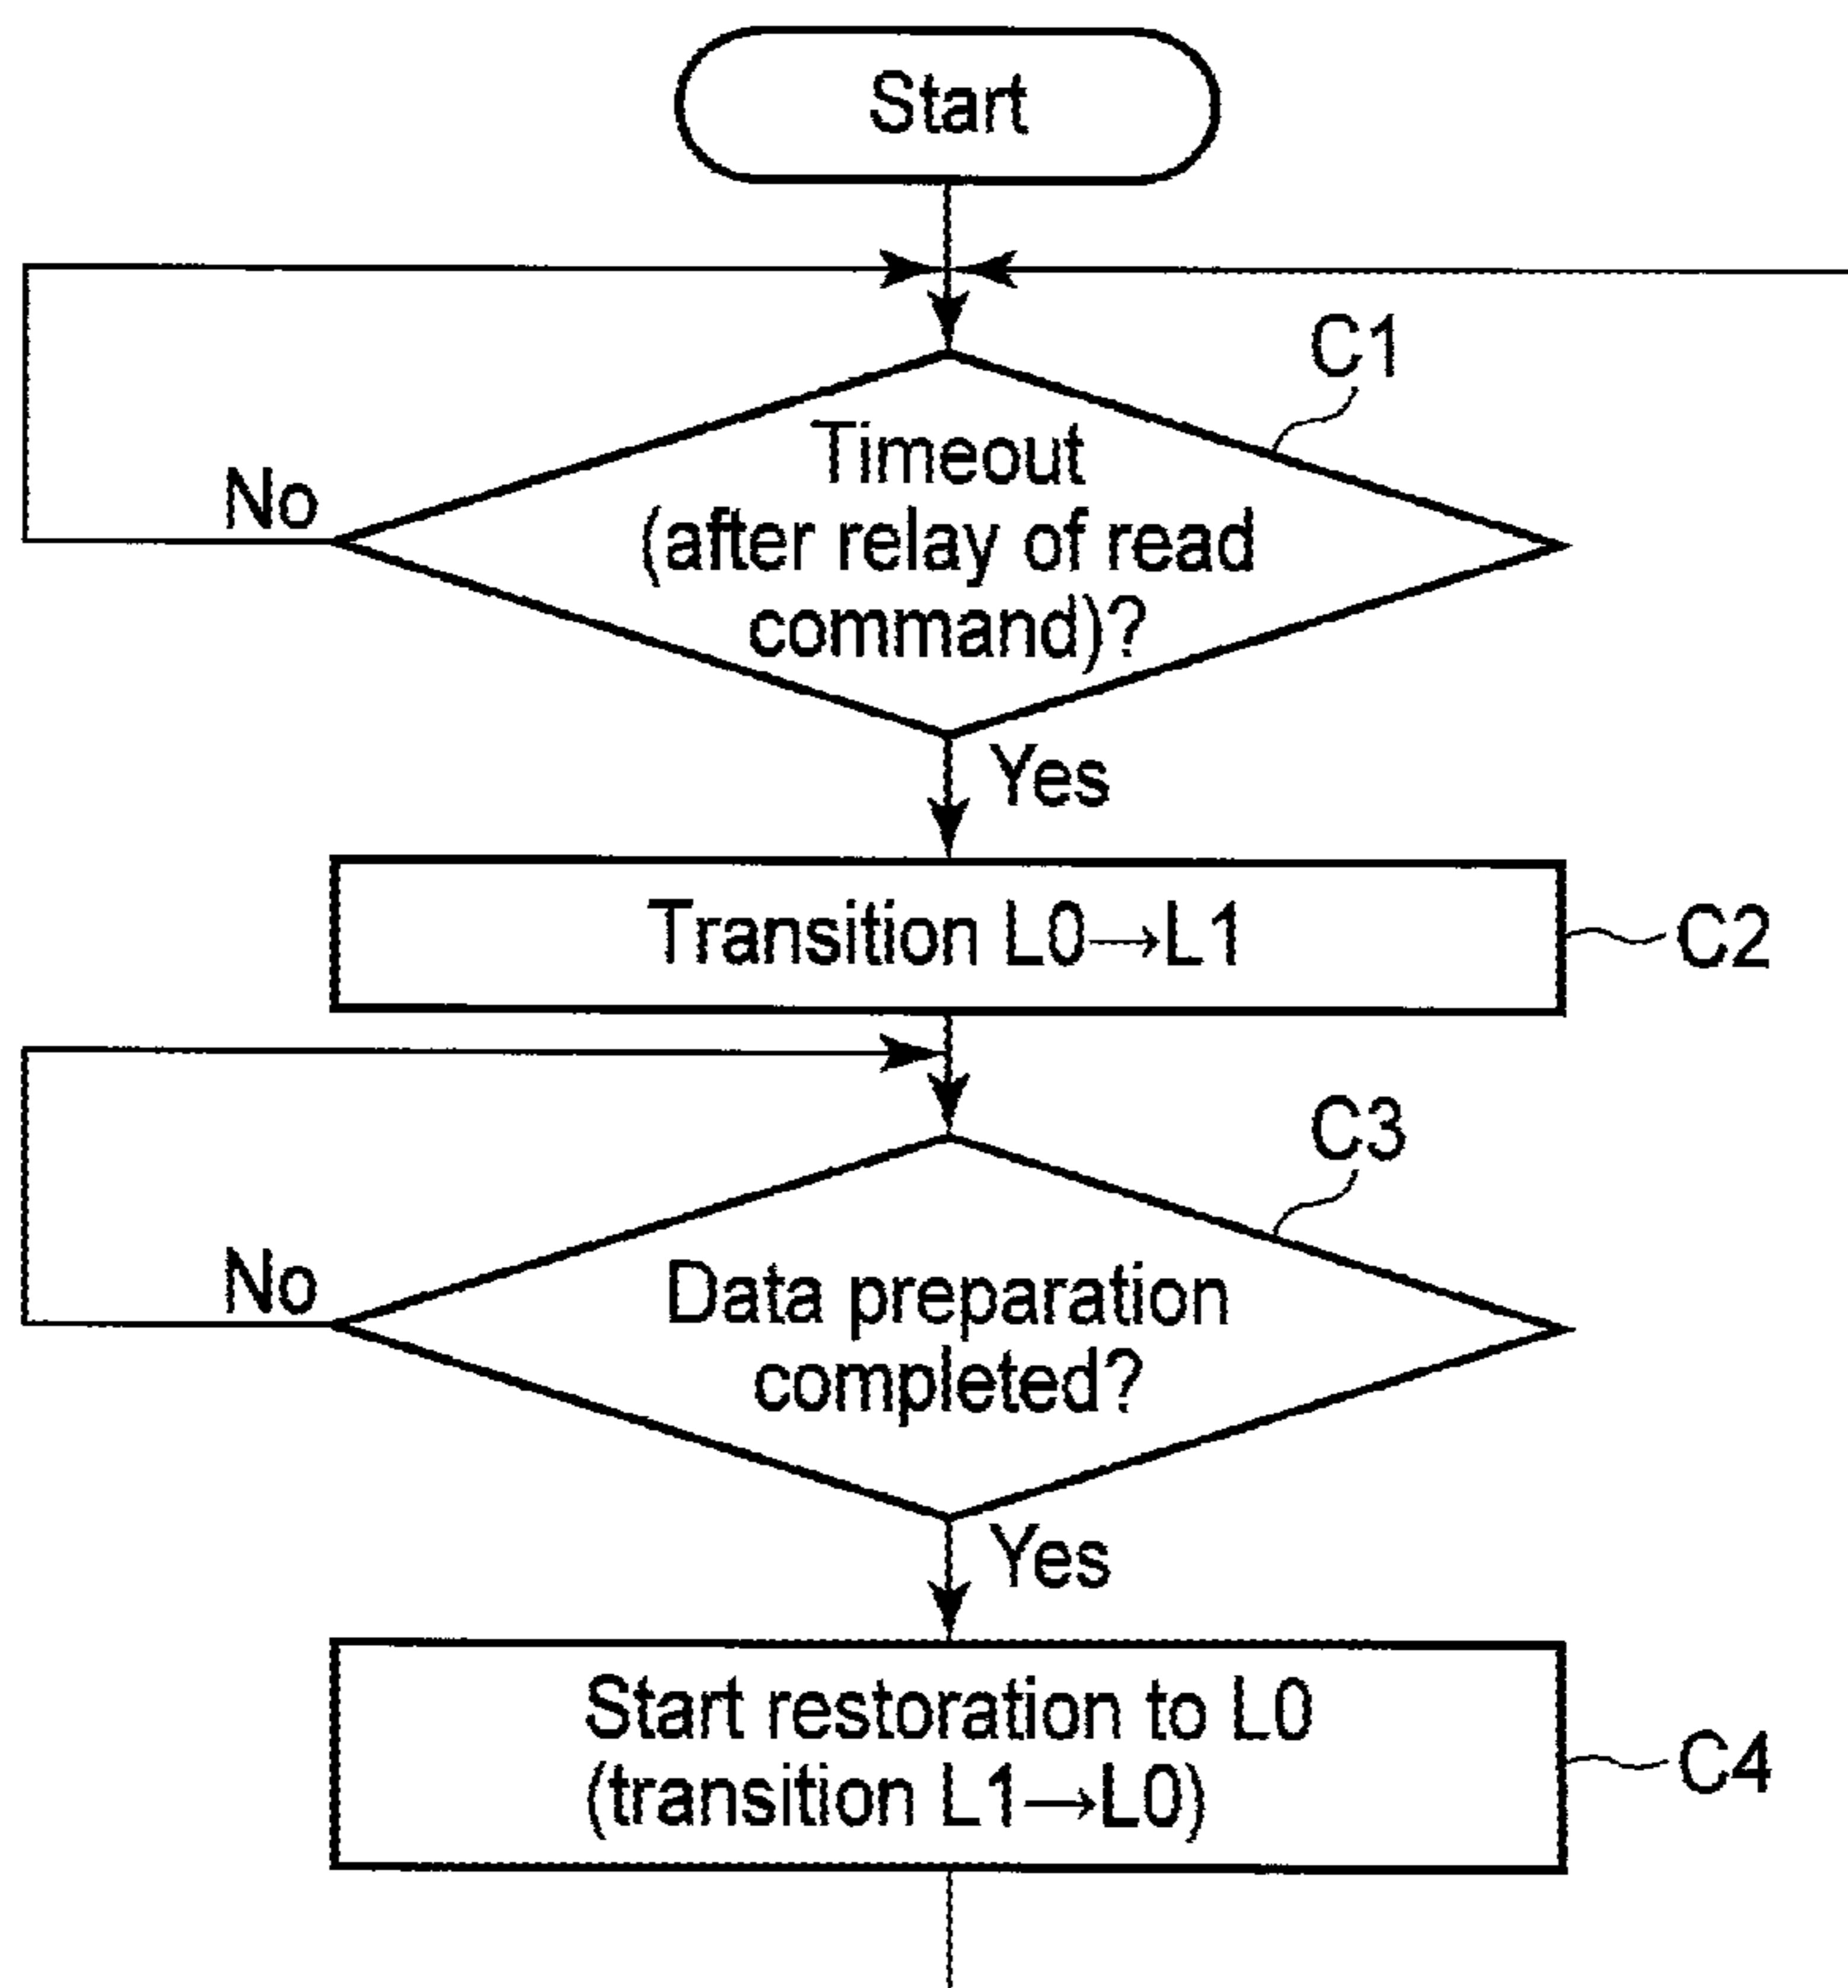 Start
C1
Timeout
(after relay of read
command)?
No
Yes
Transition L0→L1
C2
C3
Data preparation
completed?
No
Yes
Start restoration to L0
(transition L1→L0)
C4